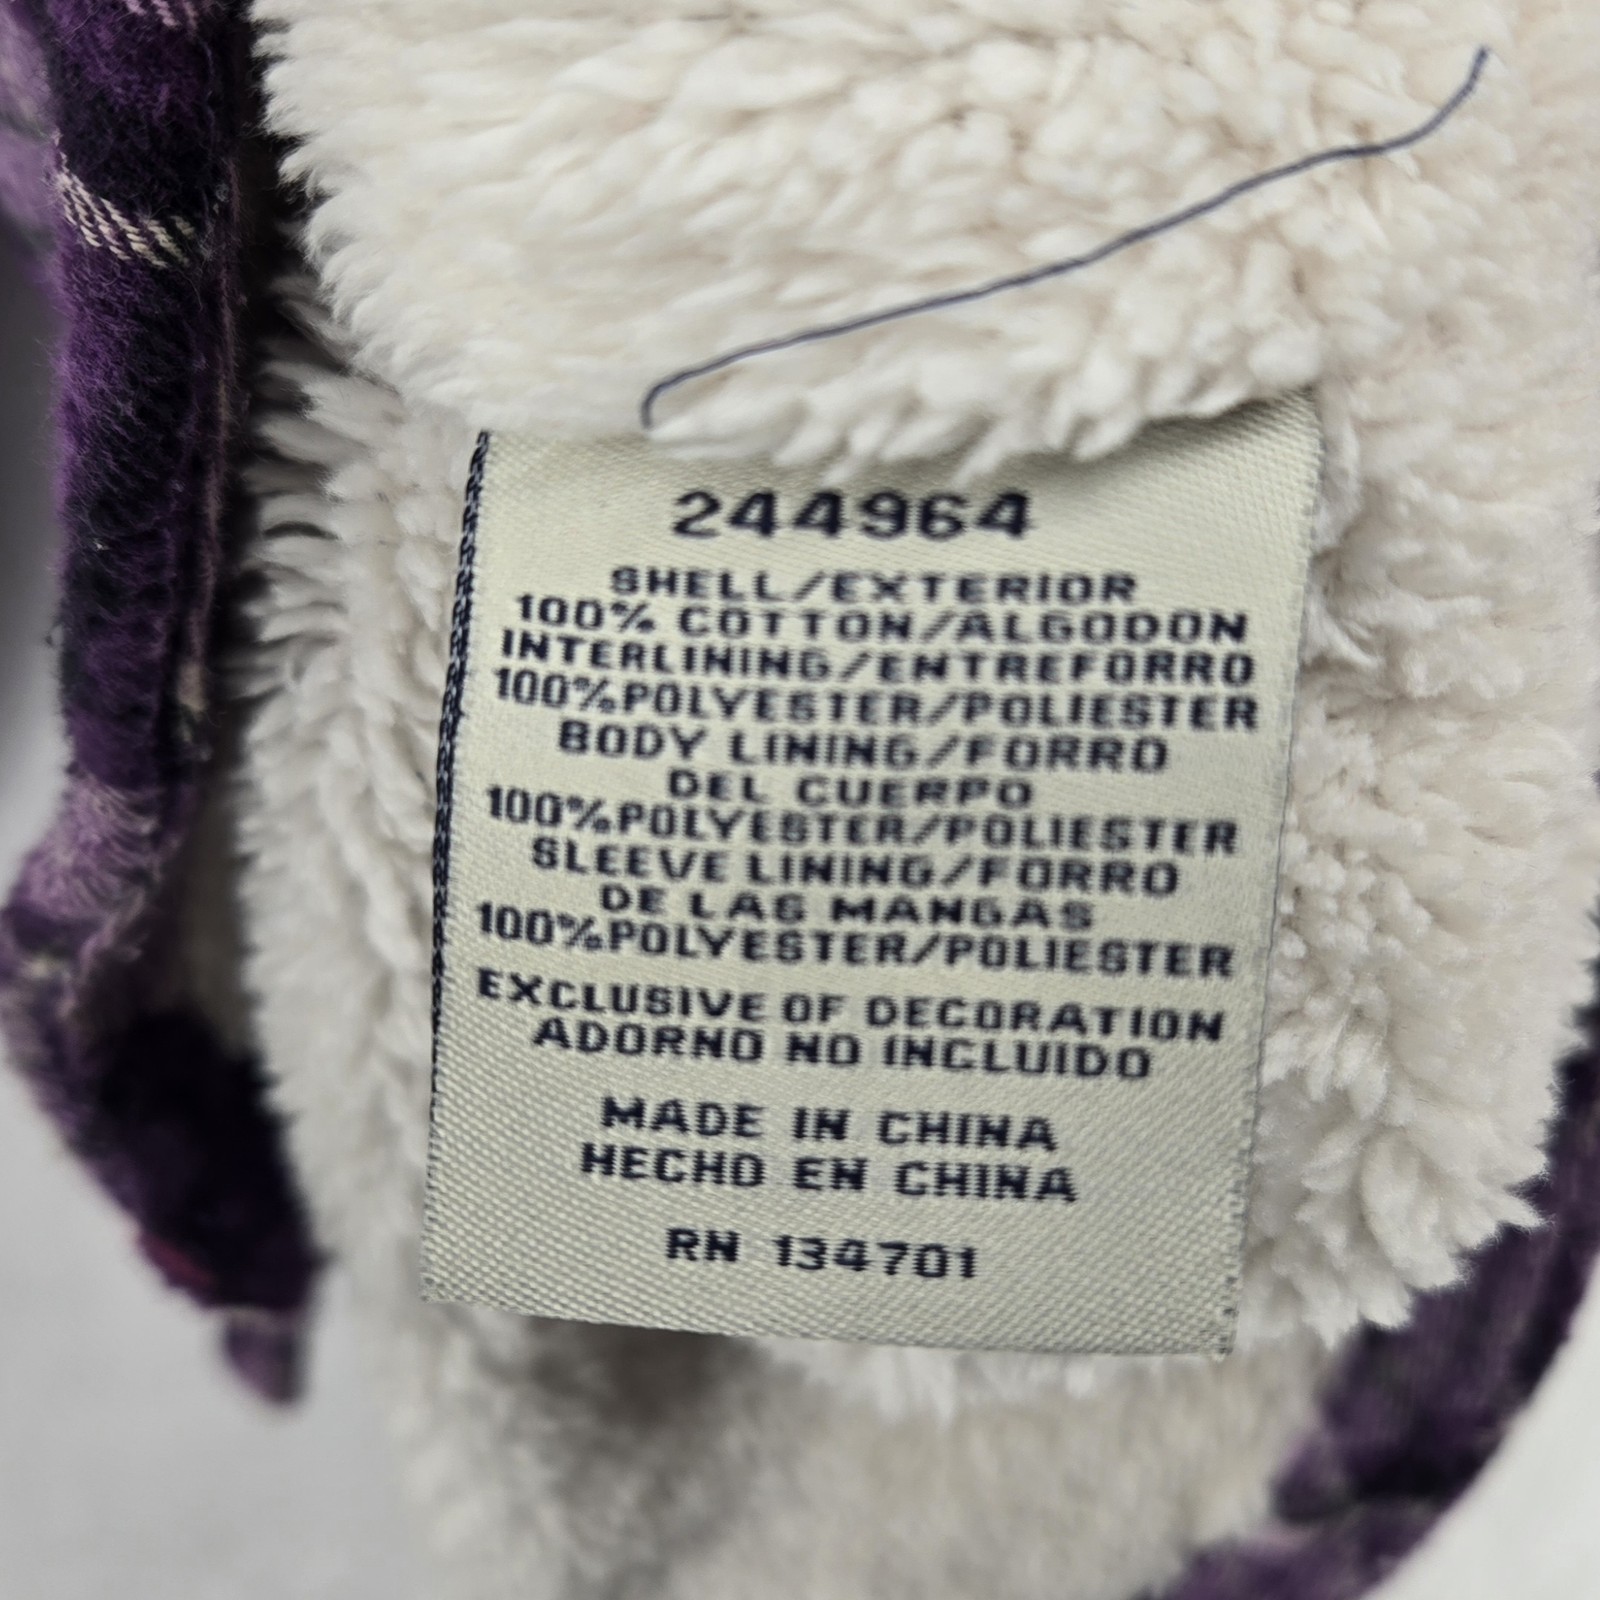 244964
SHELL/EXTERIOR
100% COTTON/ALGODON
INTERLINING/ENTREFORRO
100%POLYESTER/POLIESTER
BODY LINING/FORRO
DEL CUERPO
100%POLYESTER/POLIESTER
SLEEVE LINING/FORRO
DE LAS MANGAS
100%POLYESTER/POLIESTER
EXCLUSIVE OF DECORATION
ADORNO NO INCLUIDO
MADE IN CHINA
HECHO EN CHINA
RN 134701